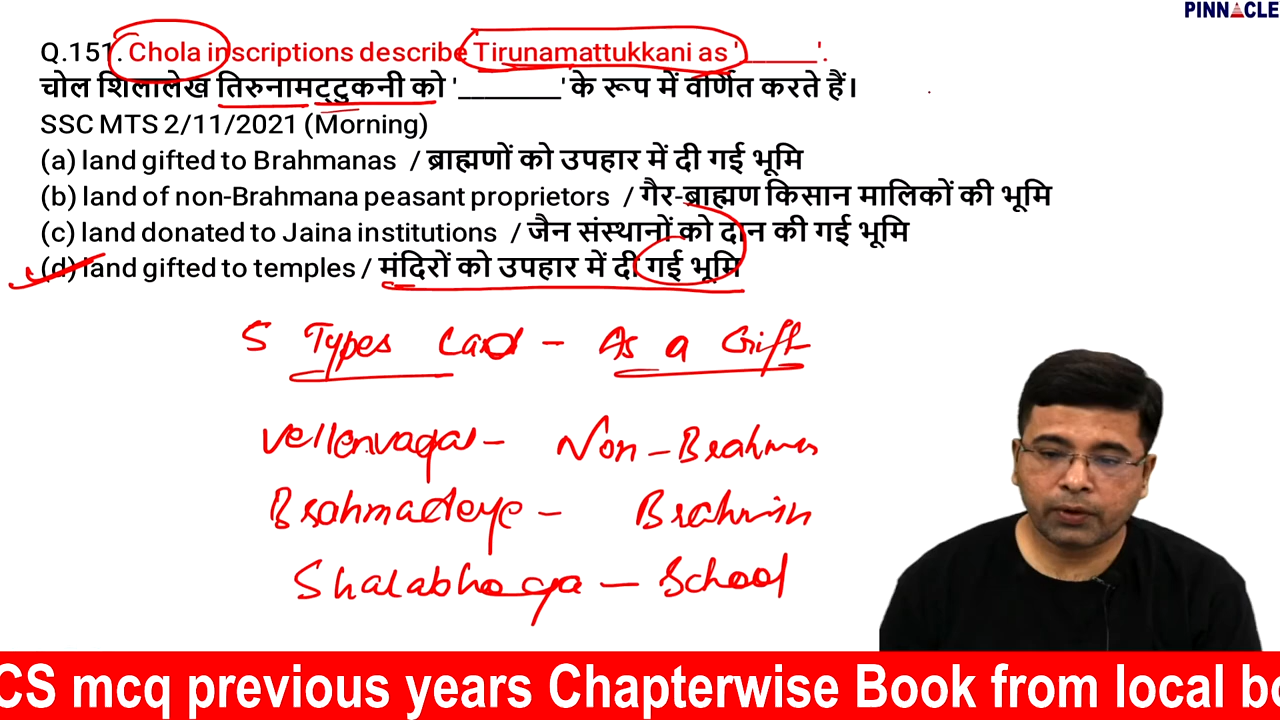 PINNACLE
Q.151. Chola inscriptions describe Tirunamattukkani as '______'.
चोल शिलालेख तिरुनामट्टुकनी को '________' के रूप में वर्णित करते हैं।
SSC MTS 2/11/2021 (Morning)
(a) land gifted to Brahmanas / ब्राह्मणों को उपहार में दी गई भूमि
(b) land of non-Brahmana peasant proprietors / गैर-ब्राह्मण किसान मालिकों की भूमि
(c) land donated to Jaina institutions / जैन संस्थानों को दान की गई भूमि
(d) land gifted to temples / मंदिरों को उपहार में दी गई भूमि
5 Types Land - As a Gift
Vellenvagai - Non-Brahmin
Brahmadeye - Brahmin
Shalabhoga - School
CS mcq previous years Chapterwise Book from local bo